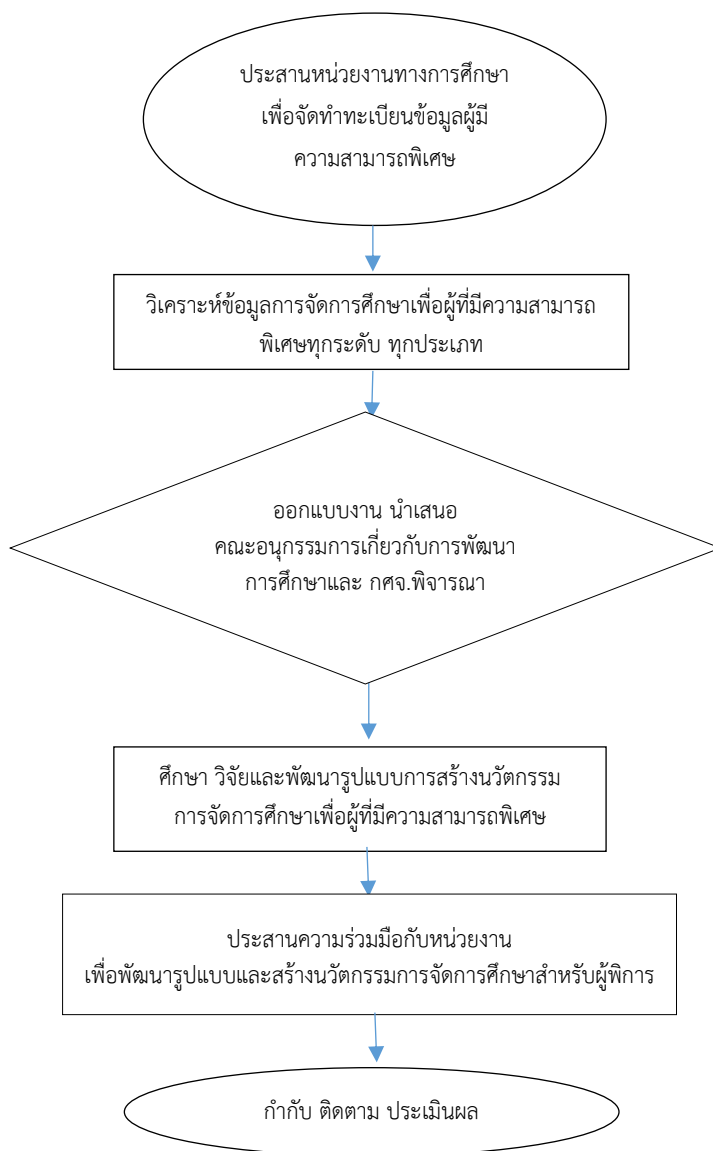 ประสานหน่วยงานทางการศึกษา
เพื่อจัดทำทะเบียนข้อมูลผู้มี
ความสามารถพิเศษ
วิเคราะห์ข้อมูลการจัดการศึกษาเพื่อผู้ที่มีความสามารถ
พิเศษทุกระดับ ทุกประเภท
ออกแบบงาน นำเสนอ
คณะอนุกรรมการเกี่ยวกับการพัฒนา
การศึกษาและ กศจ.พิจารณา
ศึกษา วิจัยและพัฒนารูปแบบการสร้างนวัตกรรม
การจัดการศึกษาเพื่อผู้ที่มีความสามารถพิเศษ
ประสานความร่วมมือกับหน่วยงาน
เพื่อพัฒนารูปแบบและสร้างนวัตกรรมการจัดการศึกษาสำหรับผู้พิการ
กำกับ ติดตาม ประเมินผล